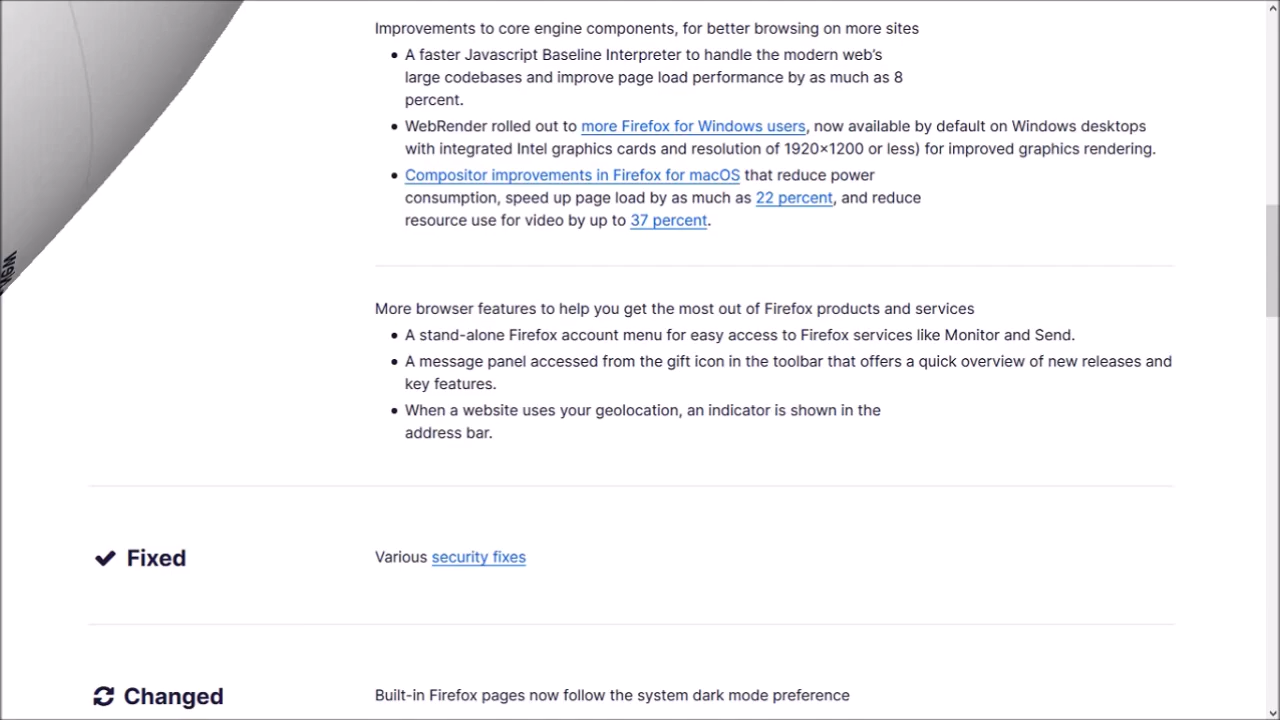 Improvements to core engine components, for better browsing on more sites
A faster Javascript Baseline Interpreter to handle the modern web's
large codebases and improve page load performance by as much as 8
percent.
WebRender rolled out to more Firefox for Windows users, now available by default on Windows desktops
with integrated Intel graphics cards and resolution of 1920×1200 or less) for improved graphics rendering.
Compositor improvements in Firefox for macOS that reduce power
consumption, speed up page load by as much as 22 percent, and reduce
resource use for video by up to 37 percent.
More browser features to help you get the most out of Firefox products and services
A stand-alone Firefox account menu for easy access to Firefox services like Monitor and Send.
A message panel accessed from the gift icon in the toolbar that offers a quick overview of new releases and
key features.
When a website uses your geolocation, an indicator is shown in the
address bar.
Fixed
Various security fixes
Changed
Built-in Firefox pages now follow the system dark mode preference